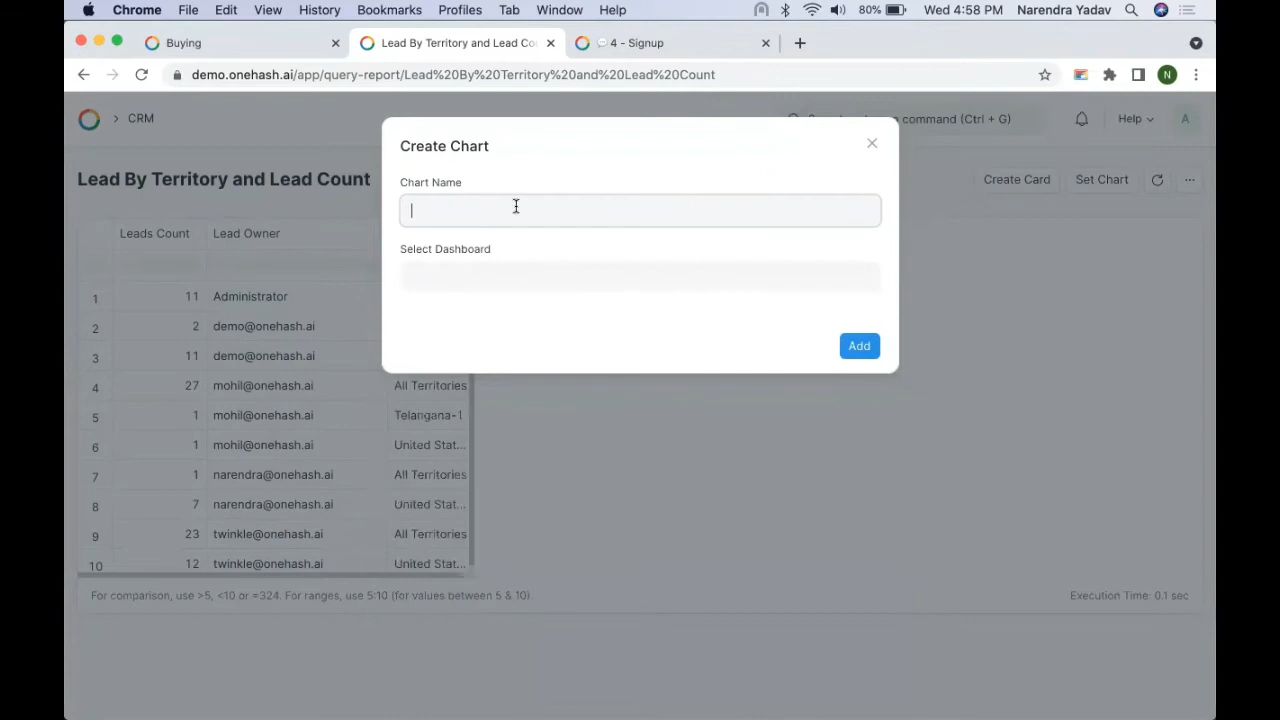 Chrome File Edit View History Bookmarks Profiles Tab Window Help 80% Wed 4:58 PM Narendra Yadav
Buying Lead By Territory and Lead Co 4 - Signup
demo.onehash.ai/app/query-report/Lead%20By%20Territory%20and%20Lead%20Count N
CRM command (Ctrl + G) Help A
Create Chart
Lead By Territory and Lead Count Create Card Set Chart
Chart Name
Leads Count Lead Owner
Select Dashboard
1 11 Administrator
2 2 demo@onehash.ai
3 11 demo@onehash.ai
Add
4 27 mohil@onehash.ai All Territories
5 1 mohil@onehash.ai Telangana-1
6 1 mohil@onehash.ai United Stat...
7 1 narendra@onehash.ai All Territories
8 7 narendra@onehash.ai United Stat...
9 23 twinkle@onehash.ai All Territories
10 12 twinkle@onehash.ai United Stat...
For comparison, use >5, <10 or =324. For ranges, use 5:10 (for values between 5 & 10). Execution Time: 0.1 sec